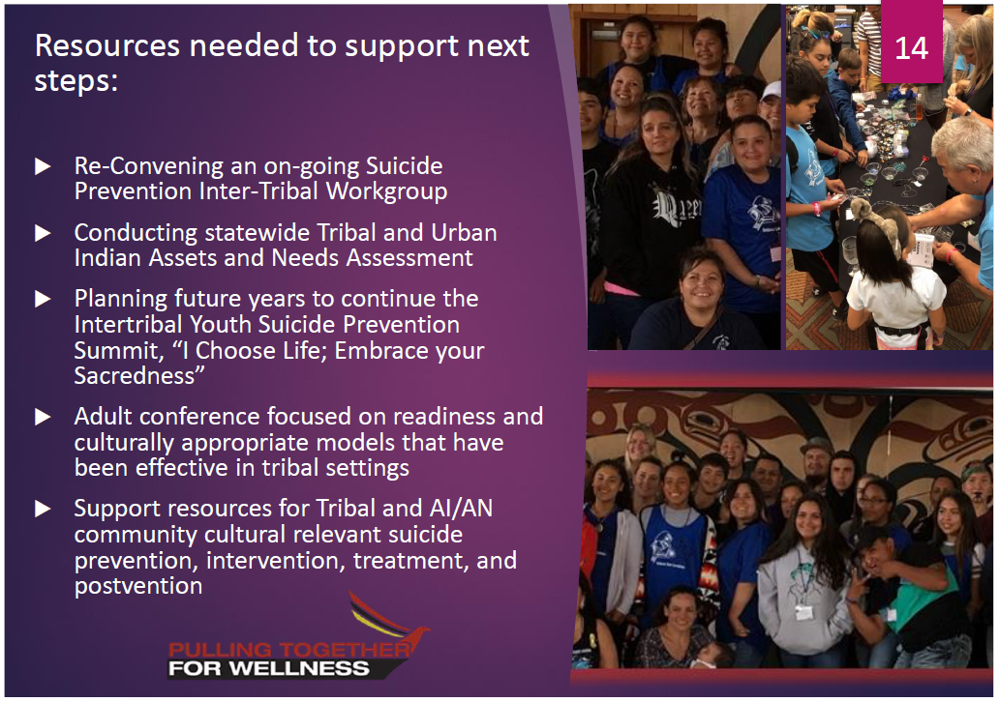 Resources needed to support next
steps:
14
▶ Re-Convening an on-going Suicide
Prevention Inter-Tribal Workgroup
▶ Conducting statewide Tribal and Urban
Indian Assets and Needs Assessment
▶ Planning future years to continue the
Intertribal Youth Suicide Prevention
Summit, “I Choose Life; Embrace your
Sacredness”
▶ Adult conference focused on readiness and
culturally appropriate models that have
been effective in tribal settings
▶ Support resources for Tribal and AI/AN
community cultural relevant suicide
prevention, intervention, treatment, and
postvention
PULLING TOGETHER
FOR WELLNESS